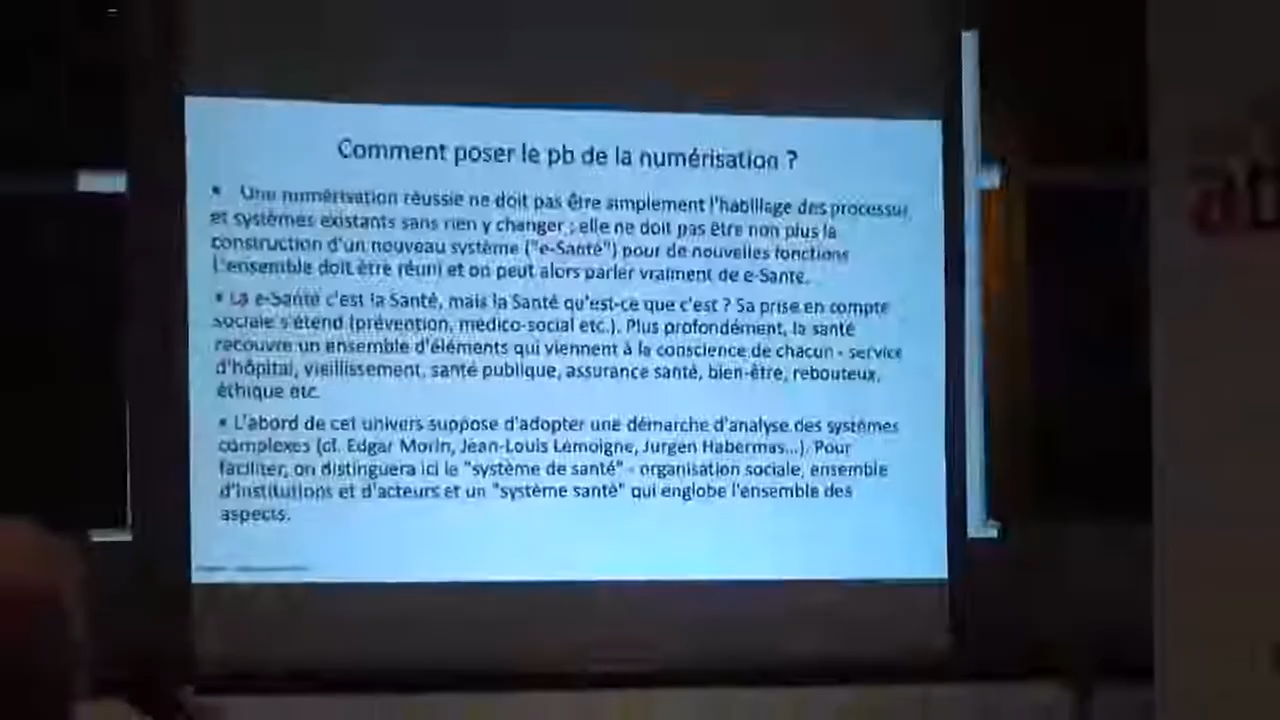 Comment poser le pb de la numérisation ?
• Une numérisation réussie ne doit pas être simplement l'habillage des processus
et systèmes existants sans rien y changer ; elle ne doit pas être non plus la
construction d'un nouveau système ("e-Santé") pour de nouvelles fonctions
L'ensemble doit être réuni et on peut alors parler vraiment de e-Santé.
• La e-Santé c'est la Santé, mais la Santé qu'est-ce que c'est ? Sa prise en compte
sociale s'étend (prévention, médico-social etc.). Plus profondément, la santé
recouvre un ensemble d'éléments qui viennent à la conscience de chacun - service
d'hôpital, vieillissement, santé publique, assurance santé, bien-être, rebouteux,
éthique etc.
• L'abord de cet univers suppose d'adopter une démarche d'analyse des systèmes
complexes (cf. Edgar Morin, Jean-Louis Lemoigne, Jurgen Habermas...). Pour
faciliter, on distinguera ici le "système de santé" - organisation sociale, ensemble
d'institutions et d'acteurs et un "système santé" qui englobe l'ensemble des
aspects.